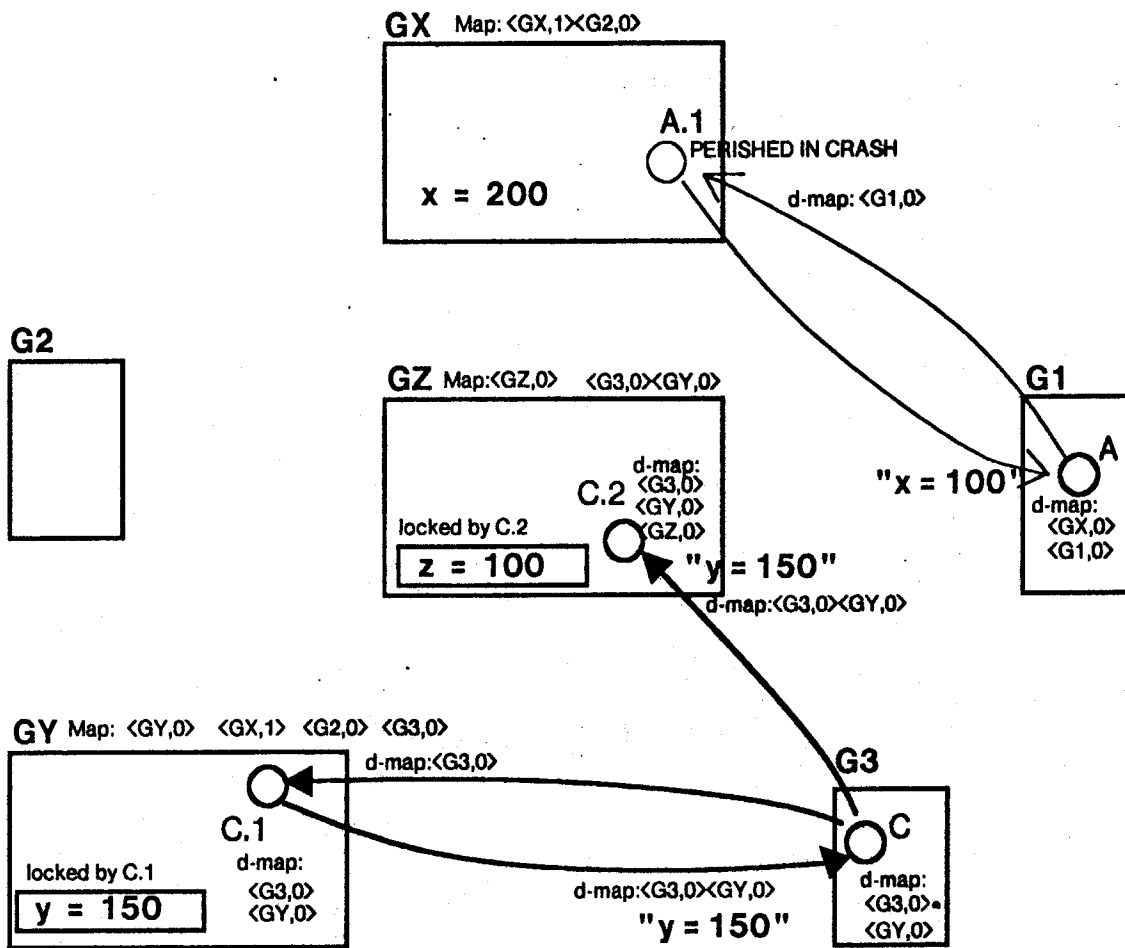 GX Map: <GX,1><G2,0>
A.1
PERISHED IN CRASH
x = 200
d-map: <G1,0>
G2
GZ Map:<GZ,0> <G3,0><GY,0>
G1
d-map:
<G3,0>
<GY,0>
<GZ,0>
C.2
locked by C.2
z = 100
"y = 150"
d-map:<G3,0><GY,0>
A
"x = 100"
d-map:
<GX,0>
<G1,0>
GY Map: <GY,0> <GX,1> <G2,0> <G3,0>
d-map:<G3,0>
G3
C.1
C
d-map:
<G3,0>
<GY,0>
locked by C.1
y = 150
d-map:<G3,0><GY,0>
"y = 150"
d-map:
<G3,0>
<GY,0>